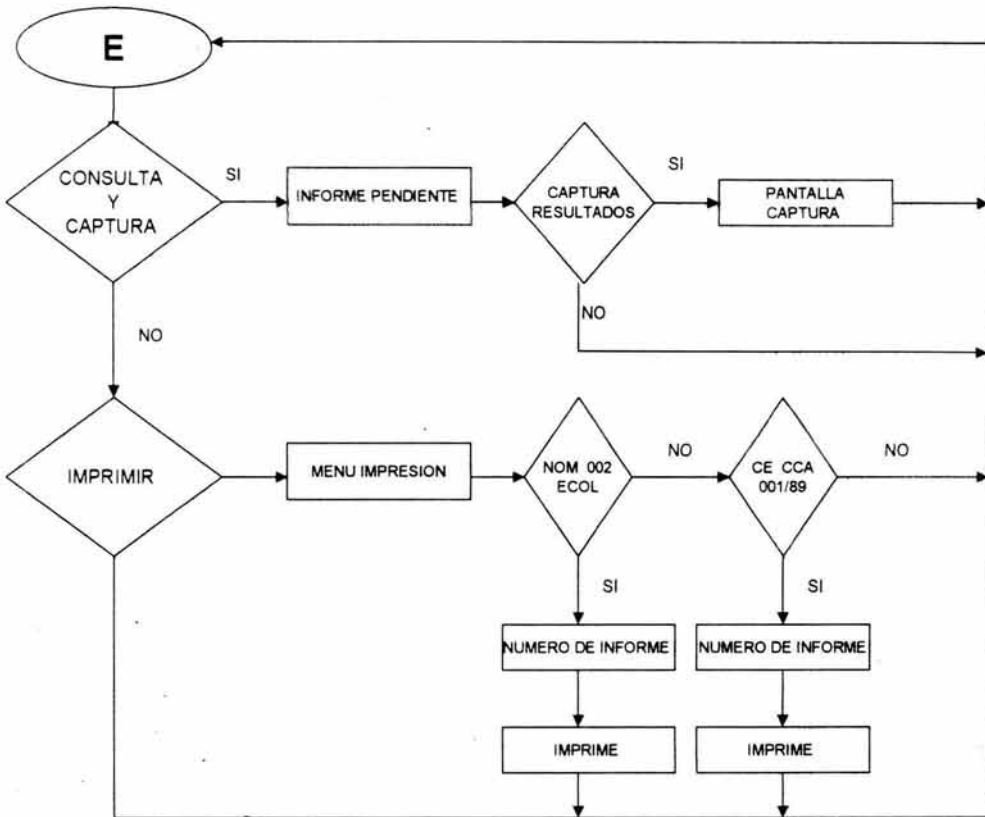 E
CONSULTA
Y
CAPTURA
SI
INFORME PENDIENTE
CAPTURA
RESULTADOS
SI
PANTALLA
CAPTURA
NO
NO
IMPRIMIR
MENU IMPRESION
NOM 002
ECOL
NO
CE CCA
001/89
NO
SI
SI
NUMERO DE INFORME
NUMERO DE INFORME
IMPRIME
IMPRIME